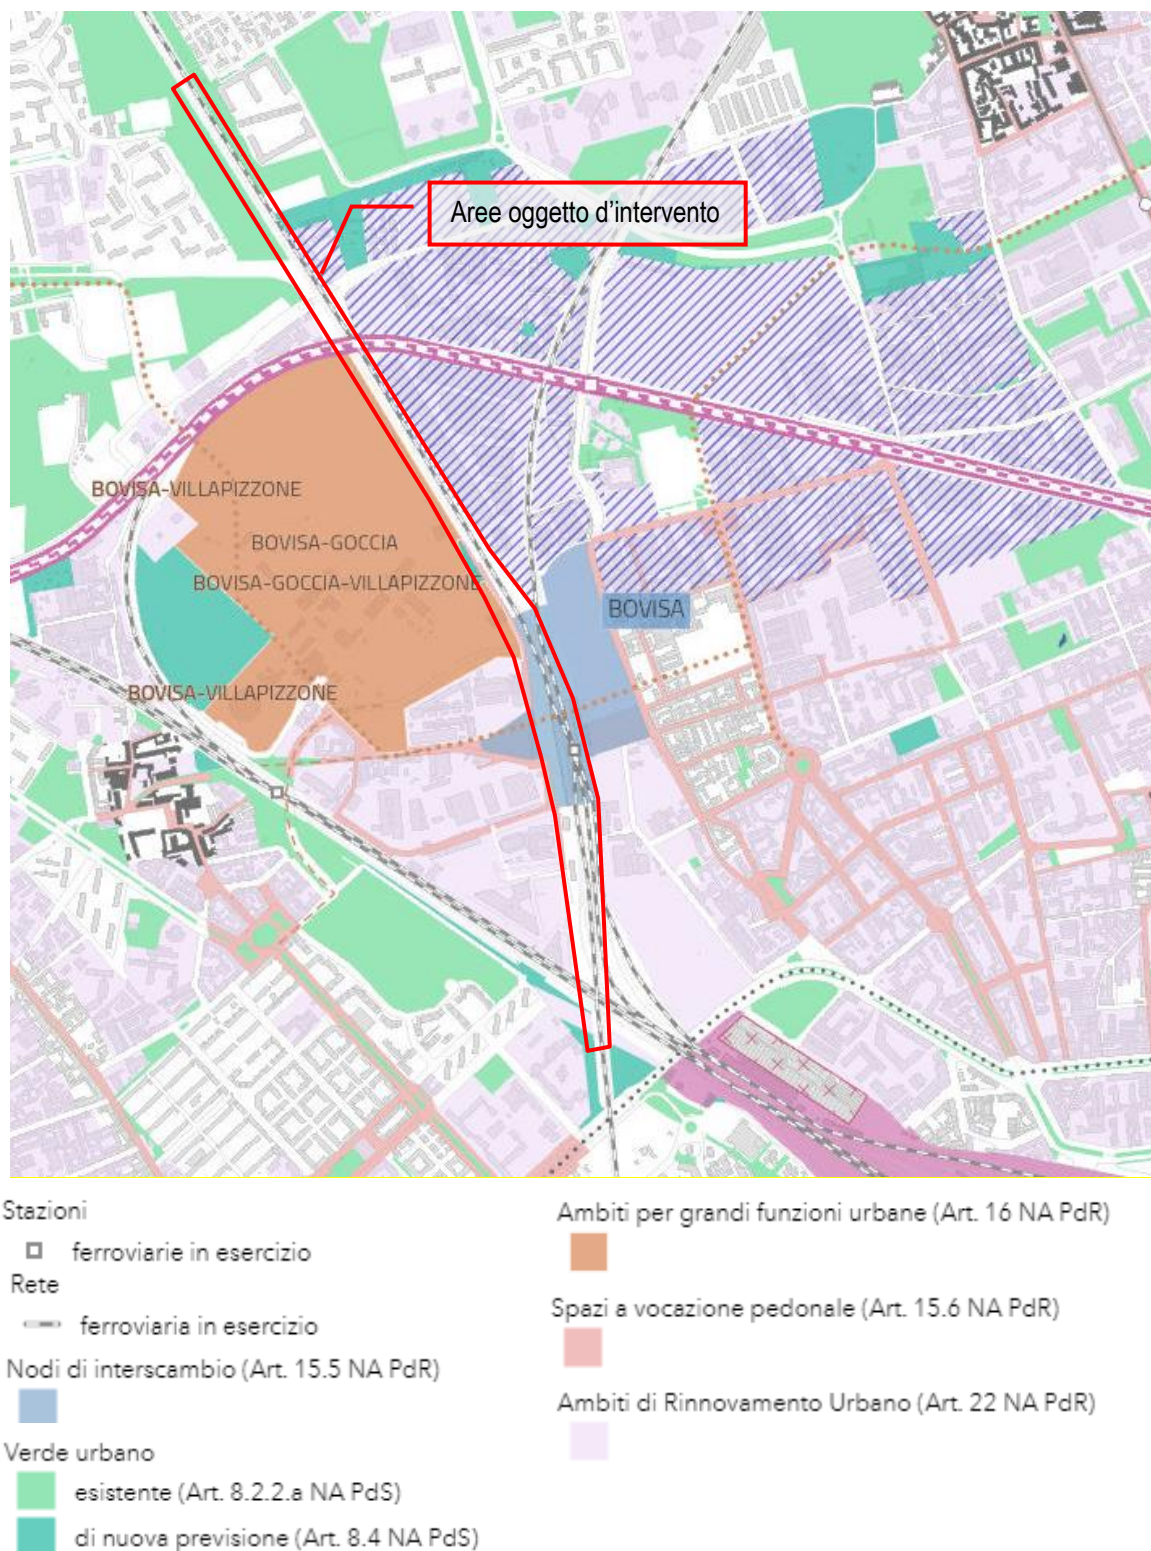 Aree oggetto d'intervento
BOVISA-VILLAPIZZONE
BOVISA-GOCCIA
BOVISA-GOCCIA-VILLAPIZZONE
BOVISA
BOVISA-VILLAPIZZONE
Stazioni
ferroviarie in esercizio
Rete
ferroviaria in esercizio
Nodi di interscambio (Art. 15.5 NA PdR)
Verde urbano
esistente (Art. 8.2.2.a NA PdS)
di nuova previsione (Art. 8.4 NA PdS)
Ambiti per grandi funzioni urbane (Art. 16 NA PdR)
Spazi a vocazione pedonale (Art. 15.6 NA PdR)
Ambiti di Rinnovamento Urbano (Art. 22 NA PdR)